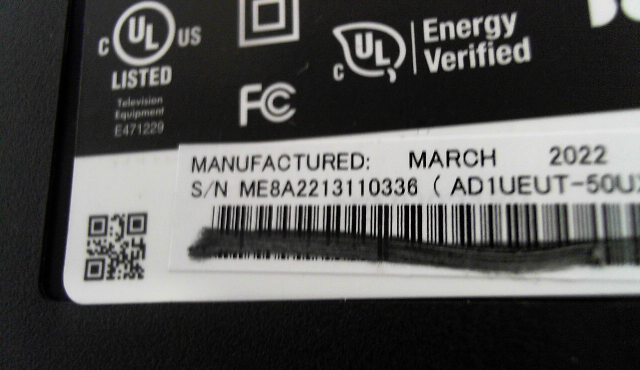 c UL US
LISTED
Television
Equipment
E471229
FC
c UL
Energy
Verified
MANUFACTURED: MARCH 2022
S/N ME8A2213110336 ( AD1UEUT-50U